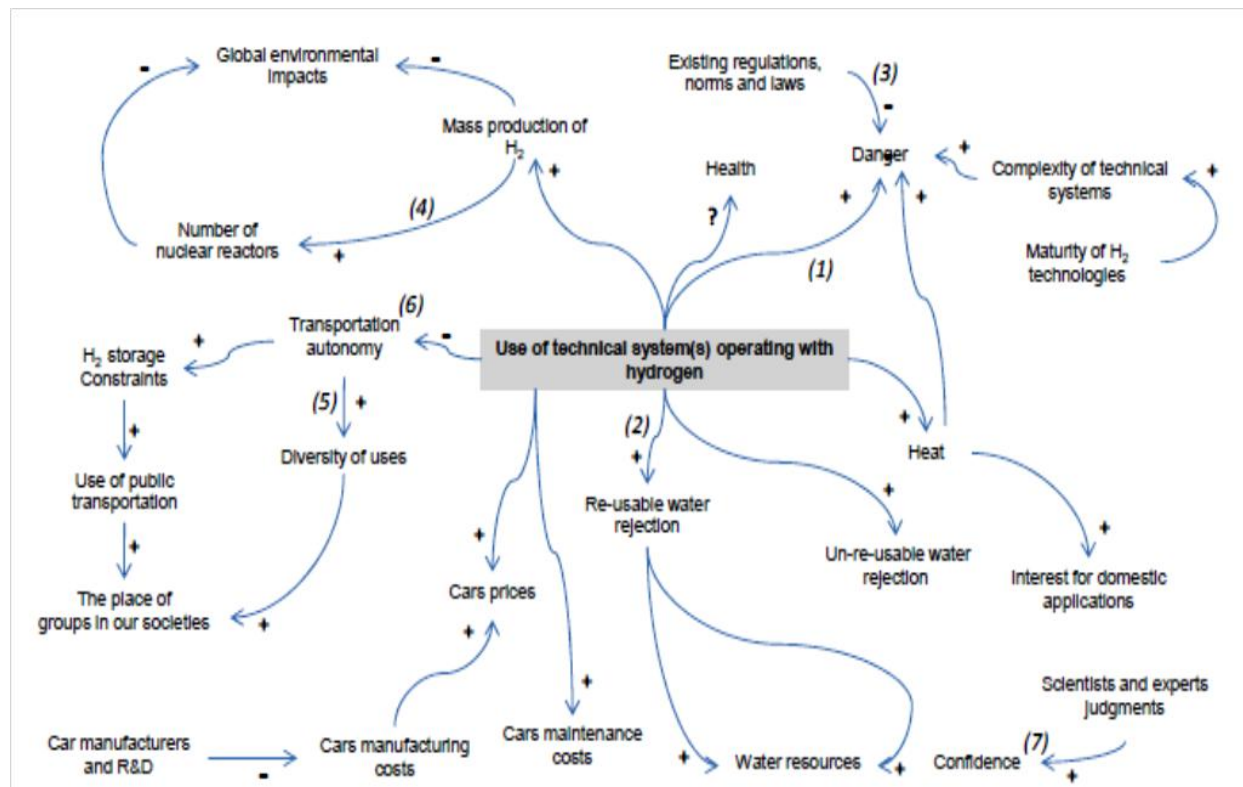 Global environmental
impacts
-
-
Existing regulations,
norms and laws
(3)
-
Mass production of
H2
+
Health
?
Danger
+
+
+
Complexity of technical
systems
+
Maturity of H2
technologies
(4)
+
Number of
nuclear reactors
(1)
(6)
Transportation
autonomy
-
+
H2 storage
Constraints
Use of technical system(s) operating with
hydrogen
(5)
+
(2)
+
+
+
Heat
Diversity of uses
Use of public
transportation
Re-usable water
rejection
+
+
+
+
Un-re-usable water
rejection
Interest for domestic
applications
The place of
groups in our societies
+
Cars prices
+
+
Scientists and experts
judgments
Car manufacturers
and R&D
-
Cars manufacturing
costs
Cars maintenance
costs
+
Water resources
+
Confidence
(7)
+